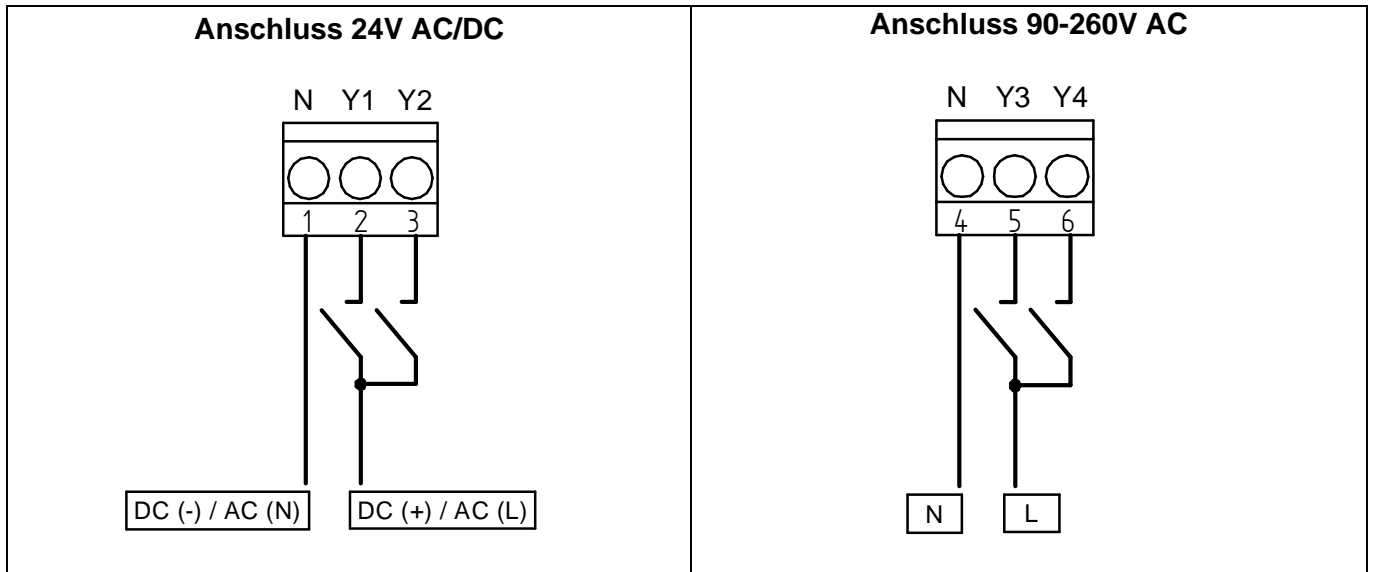 Anschluss 24V AC/DC
N Y1 Y2
1 2 3
DC (-) / AC (N) DC (+) / AC (L)
Anschluss 90-260V AC
N Y3 Y4
4 5 6
N L